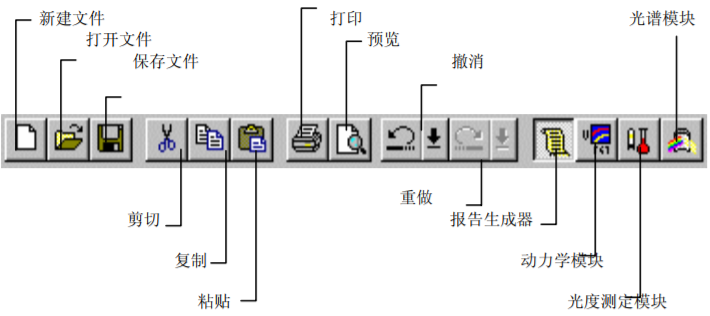 新建文件
打开文件
保存文件
打印
预览
撤消
光谱模块
剪切
复制
粘贴
重做
报告生成器
动力学模块
光度测定模块